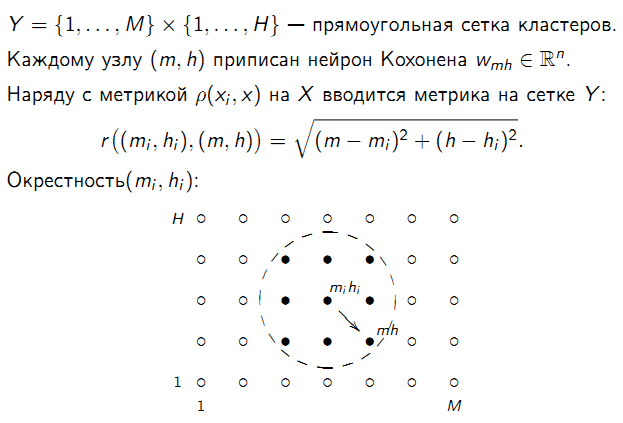 Y = {1, . . . , M} × {1, . . . , H} — прямоугольная сетка кластеров.
Каждому узлу (m, h) приписан нейрон Кохонена w_{mh} ∈ ℝⁿ.
Наряду с метрикой ρ(x_i, x) на X вводится метрика на сетке Y:
r((m_i, h_i), (m, h)) = √((m − m_i)² + (h − h_i)²).
Окрестность(m_i, h_i):
H
m_i h_i
mh
1
1 M